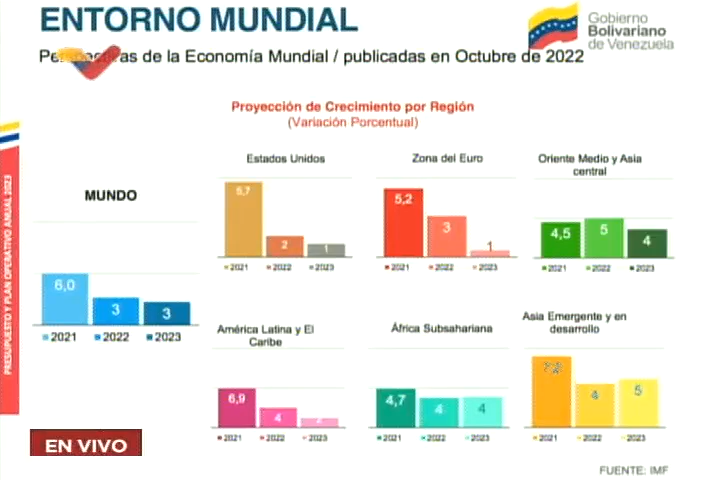 ENTORNO MUNDIAL
Gobierno
Bolivariano
de Venezuela
de la Economía Mundial / publicadas en Octubre de 2022
Proyección de Crecimiento por Región
(Variación Porcentual)
PRESUPUESTO Y PLAN OPERATIVO ANUAL 2023
MUNDO
6,0
3
3
2021 2022 2023
Estados Unidos
5,7
2
1
2021 2022 2023
Zona del Euro
5,2
3
1
2021 2022 2023
Oriente Medio y Asia
central
4,5
5
4
2021 2022 2023
América Latina y El
Caribe
6,9
4
2021 2022 2023
África Subsahariana
4,7
4
4
2021 2022 2023
Asia Emergente y en
desarrollo
7,2
4
5
2021 2022 2023
EN VIVO
FUENTE: IMF